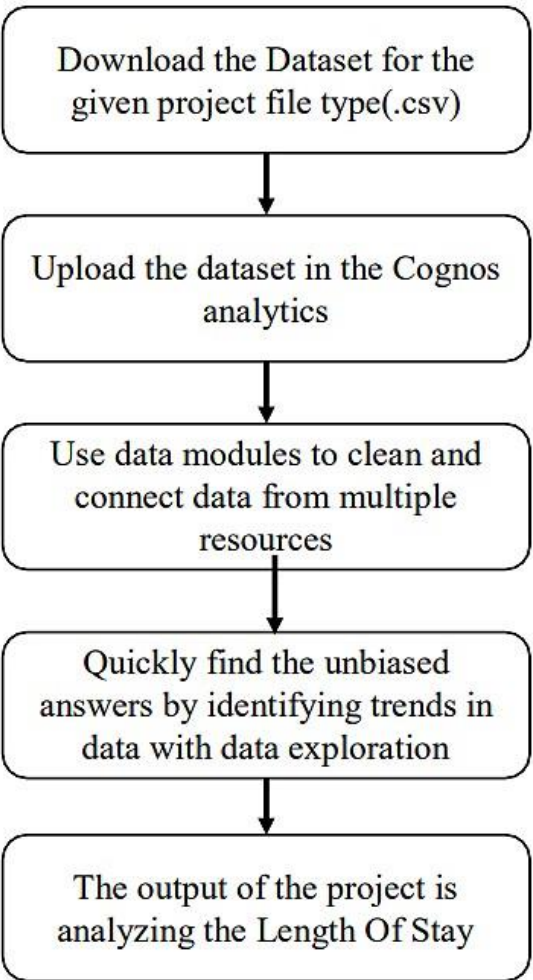 Download the Dataset for the
given project file type(.csv)
Upload the dataset in the Cognos
analytics
Use data modules to clean and
connect data from multiple
resources
Quickly find the unbiased
answers by identifying trends in
data with data exploration
The output of the project is
analyzing the Length Of Stay